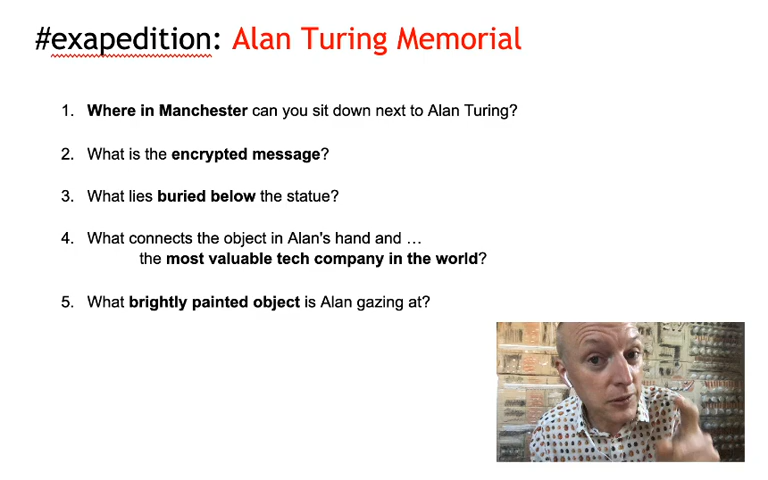 #exapedition: Alan Turing Memorial
1. Where in Manchester can you sit down next to Alan Turing?
2. What is the encrypted message?
3. What lies buried below the statue?
4. What connects the object in Alan's hand and …
the most valuable tech company in the world?
5. What brightly painted object is Alan gazing at?